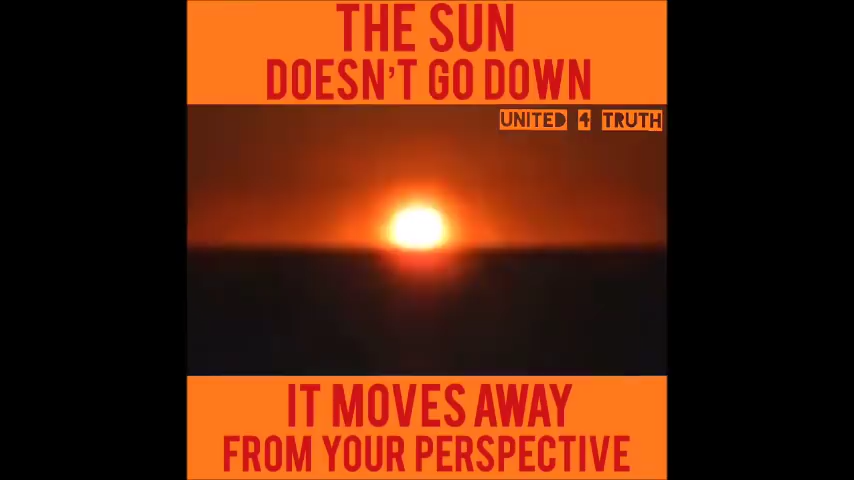 THE SUN
DOESN'T GO DOWN
UNITED 4 TRUTH
IT MOVES AWAY
FROM YOUR PERSPECTIVE